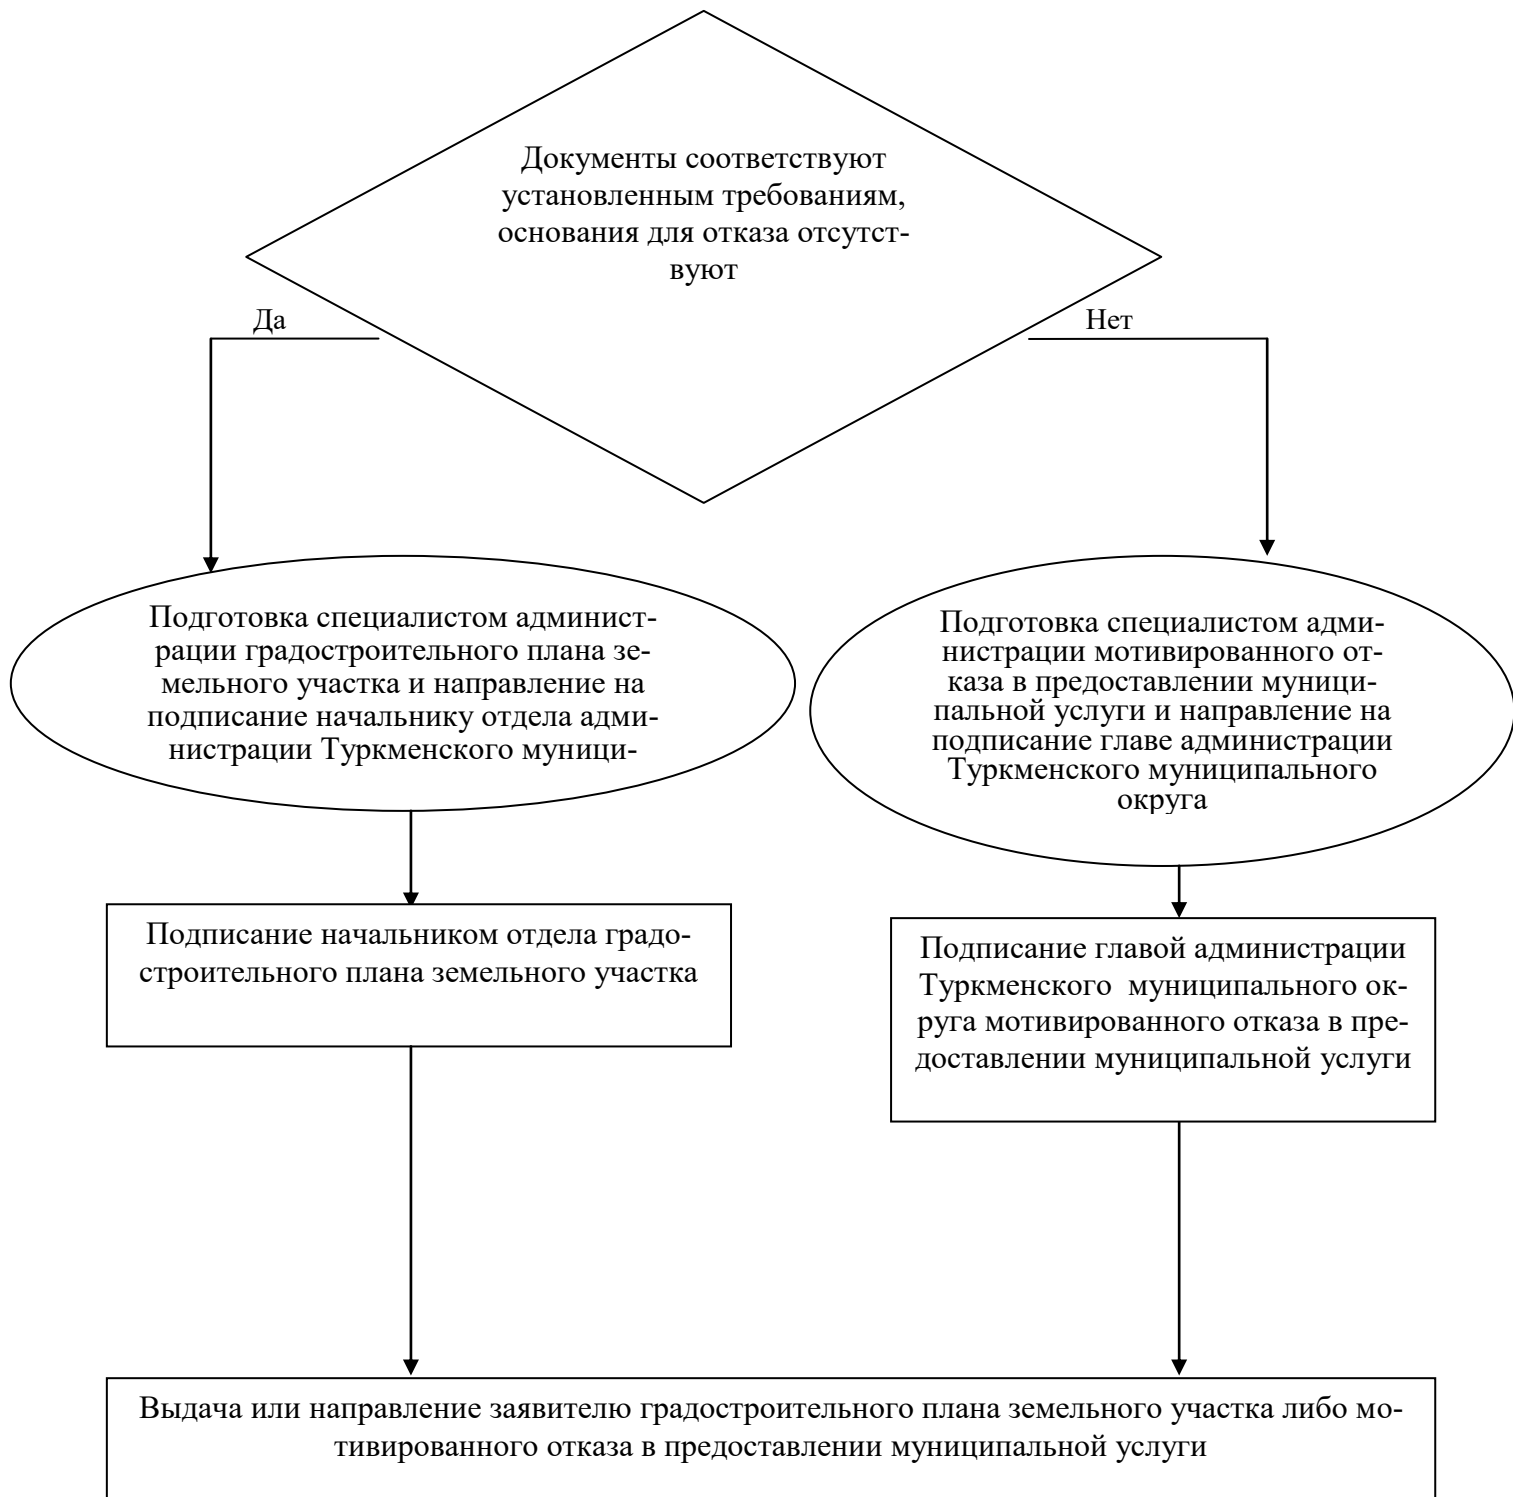 Документы соответствуют
установленным требованиям,
основания для отказа отсутст-
вуют
Да
Нет
Подготовка специалистом админист-
рации градостроительного плана зе-
мельного участка и направление на
подписание начальнику отдела адми-
нистрации Туркменского муници-
Подготовка специалистом адми-
нистрации мотивированного от-
каза в предоставлении муници-
пальной услуги и направление на
подписание главе администрации
Туркменского муниципального
округа
Подписание начальником отдела градо-
строительного плана земельного участка
Подписание главой администрации
Туркменского  муниципального ок-
руга мотивированного отказа в пре-
доставлении муниципальной услуги
Выдача или направление заявителю градостроительного плана земельного участка либо мо-
тивированного отказа в предоставлении муниципальной услуги